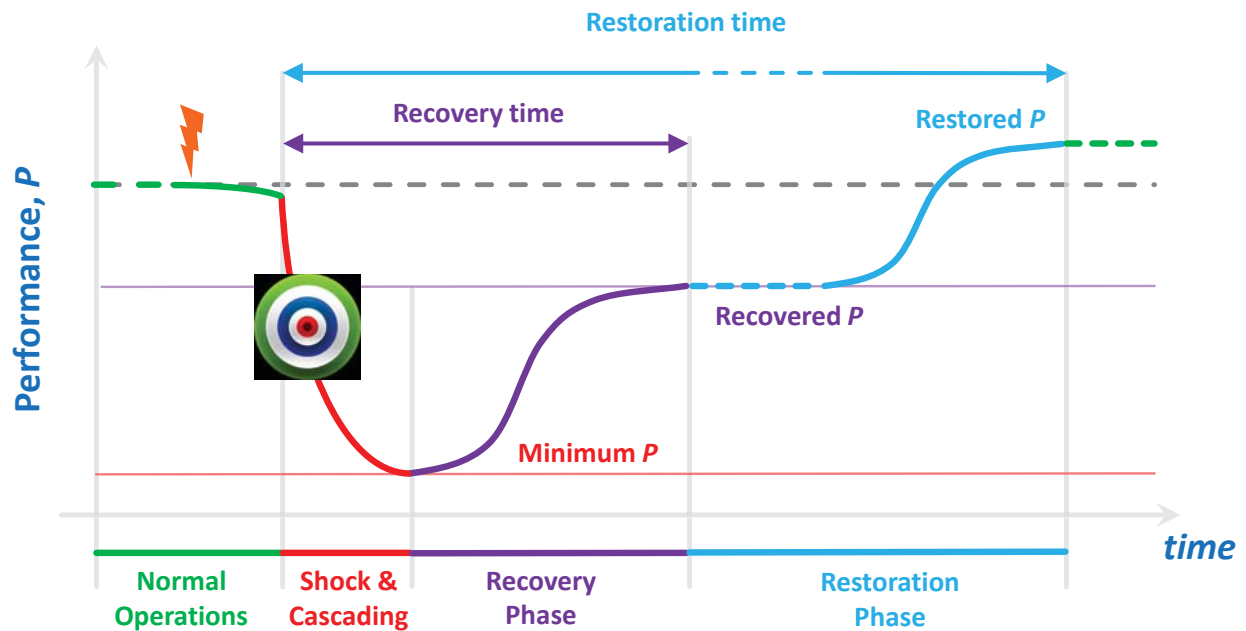 Restoration time
Recovery time
Restored P
Performance, P
Recovered P
Minimum P
time
Normal
Operations
Shock &
Cascading
Recovery
Phase
Restoration
Phase